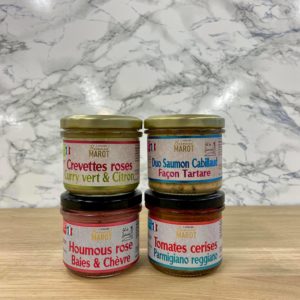 MAROT
Crevettes roses
Curry vert & Citron
MAROT
Duo Saumon Cabillaud
Façon Tartare
MAROT
Houmous rose
Baies & Chèvre
MAROT
Tomates cerises
Parmigiano reggiano